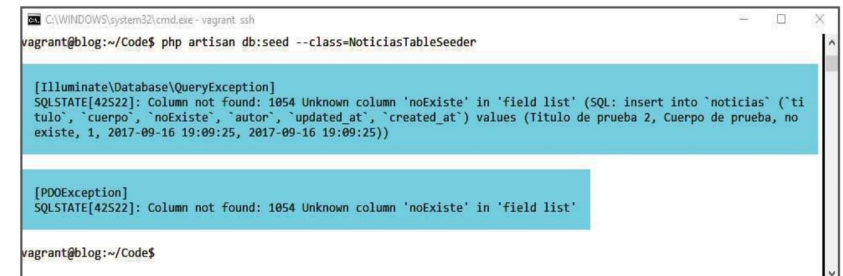 C:\WINDOWS\system32\cmd.exe - vagrant ssh
vagrant@blog:~/Code$ php artisan db:seed --class=NoticiasTableSeeder
[Illuminate\Database\QueryException]
SQLSTATE[42S22]: Column not found: 1054 Unknown column 'noExiste' in 'field list' (SQL: insert into `noticias` (`ti
tulo`, `cuerpo`, `noExiste`, `autor`, `updated_at`, `created_at`) values (Titulo de prueba 2, Cuerpo de prueba, no
existe, 1, 2017-09-16 19:09:25, 2017-09-16 19:09:25))
[PDOException]
SQLSTATE[42S22]: Column not found: 1054 Unknown column 'noExiste' in 'field list'
vagrant@blog:~/Code$